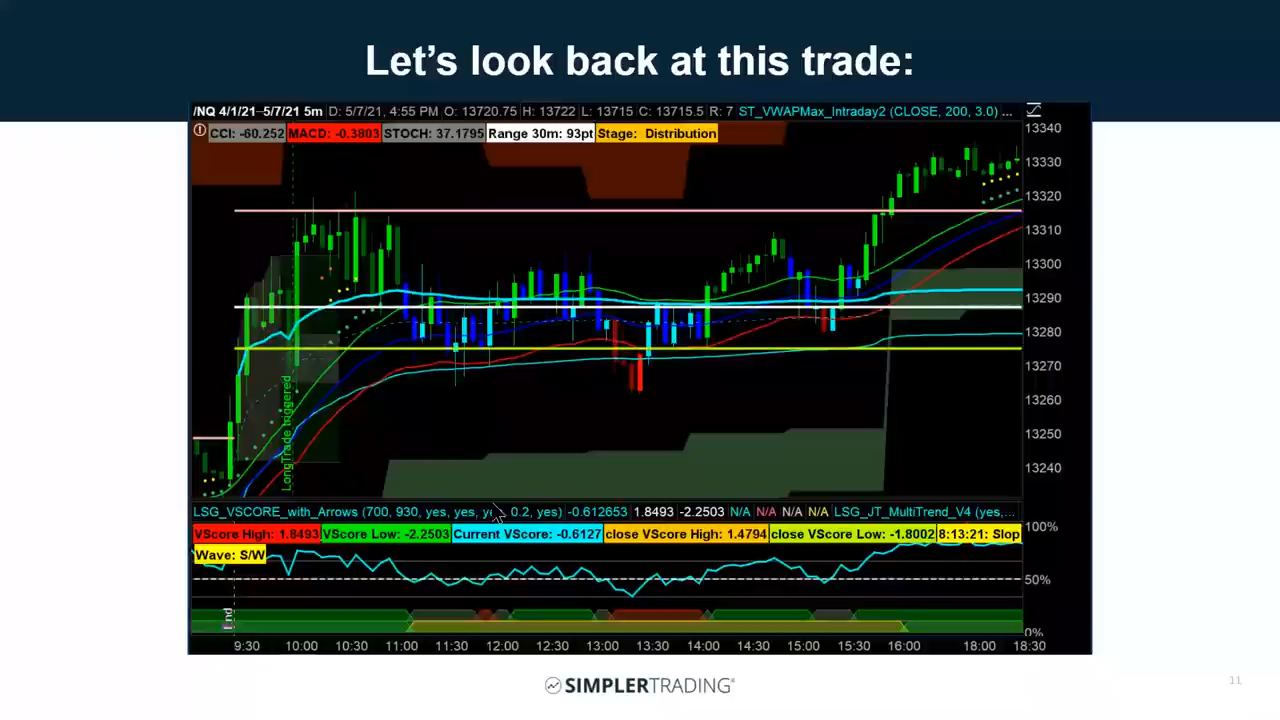 Let's look back at this trade:
/NQ 4/1/21–5/7/21 5m D: 5/7/21, 4:55 PM O: 13720.75 H: 13722 L: 13715 C: 13715.5 R: 7 ST_VWAPMax_Intraday2 (CLOSE, 200, 3.0) ...
CCI: -60.252 MACD: -0.3803 STOCH: 37.1795 Range 30m: 93pt Stage: Distribution
13340
13330
13320
13310
13300
13290
13280
13270
13260
13250
13240
LongTrade triggered
LSG_VSCORE_with_Arrows (700, 930, yes, yes, ye 0.2, yes) -0.612653 1.8493 -2.2503 N/A N/A N/A N/A LSG_JT_MultiTrend_V4 (yes,...
VScore High: 1.8493 VScore Low: -2.2503 Current VScore: -0.6127 close VScore High: 1.4794 close VScore Low: -1.8002 8:13:21: Slop
Wave: S/W
100%
50%
0%
9:30 10:00 10:30 11:00 11:30 12:00 12:30 13:00 13:30 14:00 14:30 15:00 15:30 16:00 18:00 18:30
SIMPLERTRADING®
11